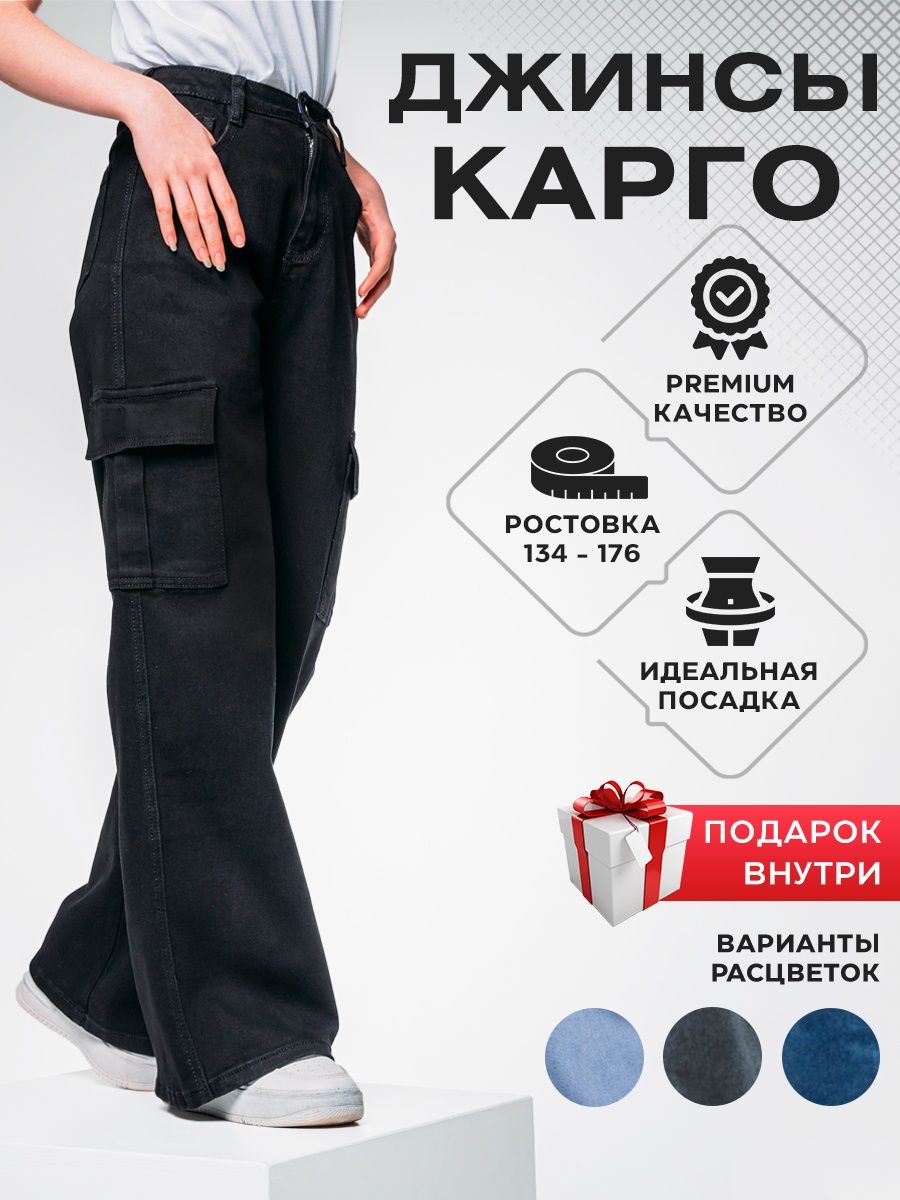 ДЖИНСЫ
КАРГО
PREMIUM
КАЧЕСТВО
РОСТОВКА
134 - 176
ИДЕАЛЬНАЯ
ПОСАДКА
ПОДАРОК
ВНУТРИ
ВАРИАНТЫ
РАСЦВЕТОК